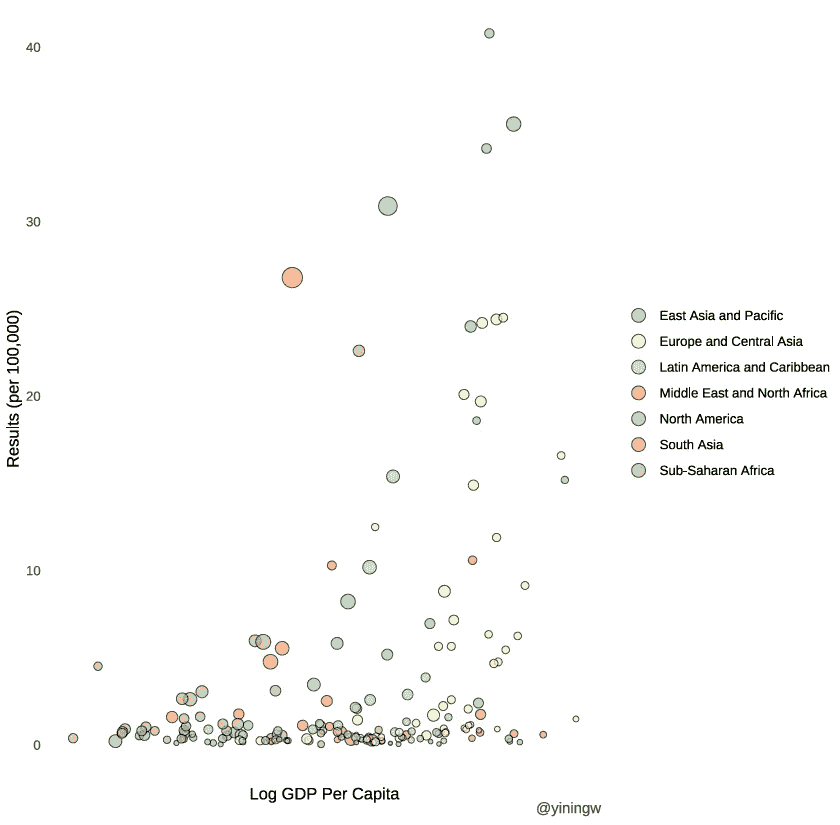 40
30
20
10
0
Results (per 100,000)
Log GDP Per Capita
East Asia and Pacific
Europe and Central Asia
Latin America and Caribbean
Middle East and North Africa
North America
South Asia
Sub-Saharan Africa
@yiningw